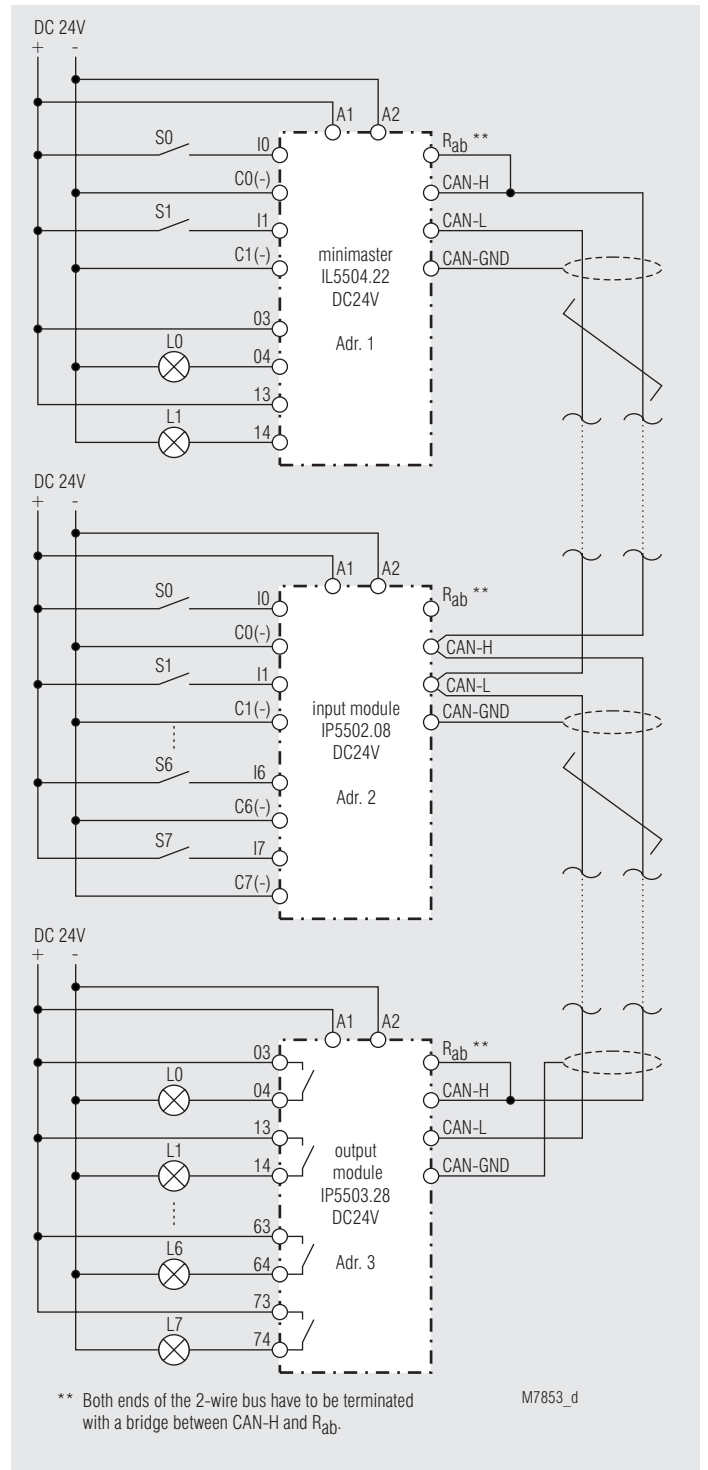 DC 24V
+ -
A1 A2
S0 I0 Rab **
C0(-) CAN-H
S1 I1 CAN-L
C1(-) CAN-GND
minimaster
IL5504.22
DC24V
Adr. 1
03
L0 04
13
L1 14
DC 24V
+ -
A1 A2
S0 I0 Rab **
C0(-) CAN-H
S1 I1 CAN-L
C1(-) CAN-GND
input module
IP5502.08
DC24V
Adr. 2
S6 I6
C6(-)
S7 I7
C7(-)
DC 24V
+ -
A1 A2
03 Rab **
L0 04 CAN-H
13 CAN-L
L1 14 CAN-GND
output
module
IP5503.28
DC24V
Adr. 3
63
L6 64
73
L7 74
** Both ends of the 2-wire bus have to be terminated
with a bridge between CAN-H and Rab.
M7853_d